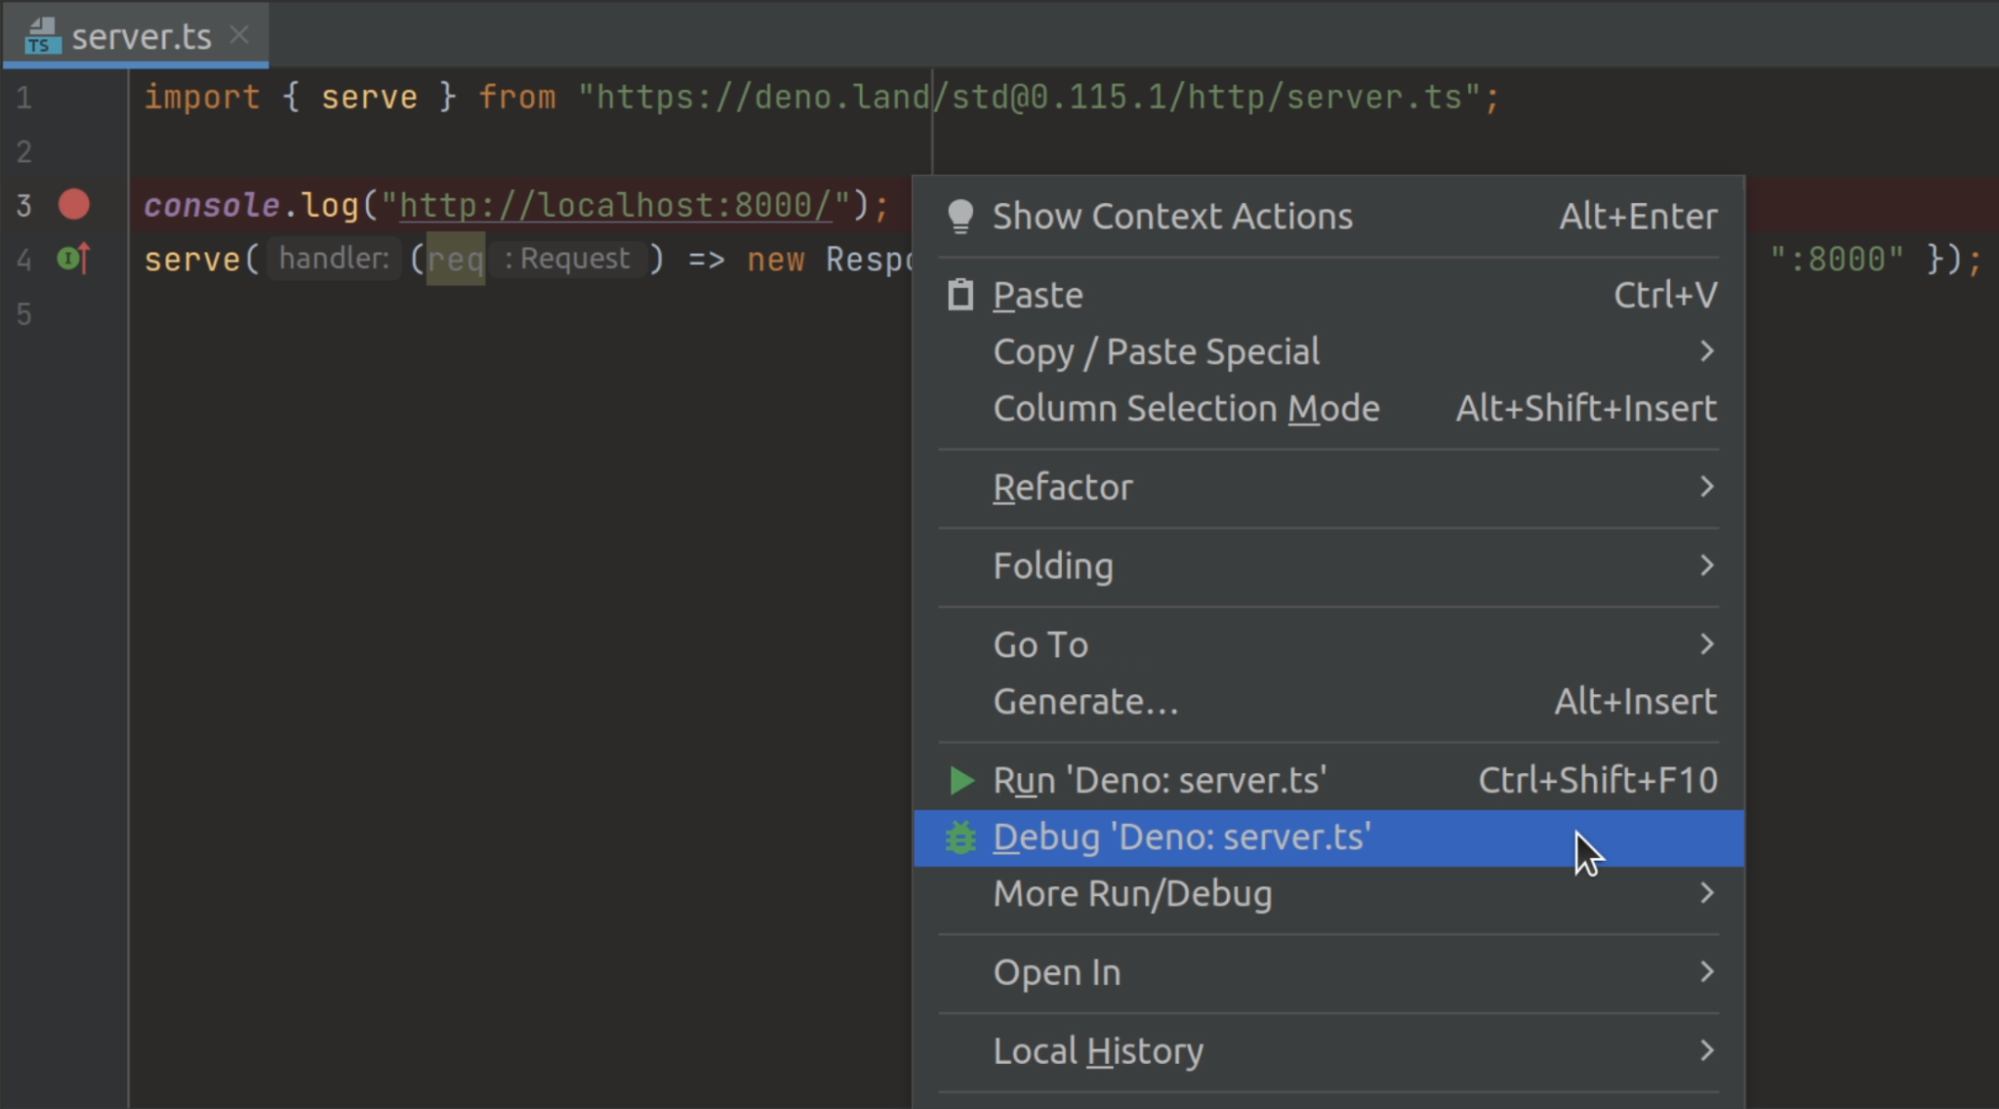 TS server.ts
1 import { serve } from "https://deno.land/std@0.115.1/http/server.ts";
2
3 console.log("http://localhost:8000/");
4 serve( handler: (req : Request ) => new ":8000" });
5
Show Context Actions Alt+Enter
Paste Ctrl+V
Copy / Paste Special
Column Selection Mode Alt+Shift+Insert
Refactor
Folding
Go To
Generate... Alt+Insert
Run 'Deno: server.ts' Ctrl+Shift+F10
Debug 'Deno: server.ts'
More Run/Debug
Open In
Local History